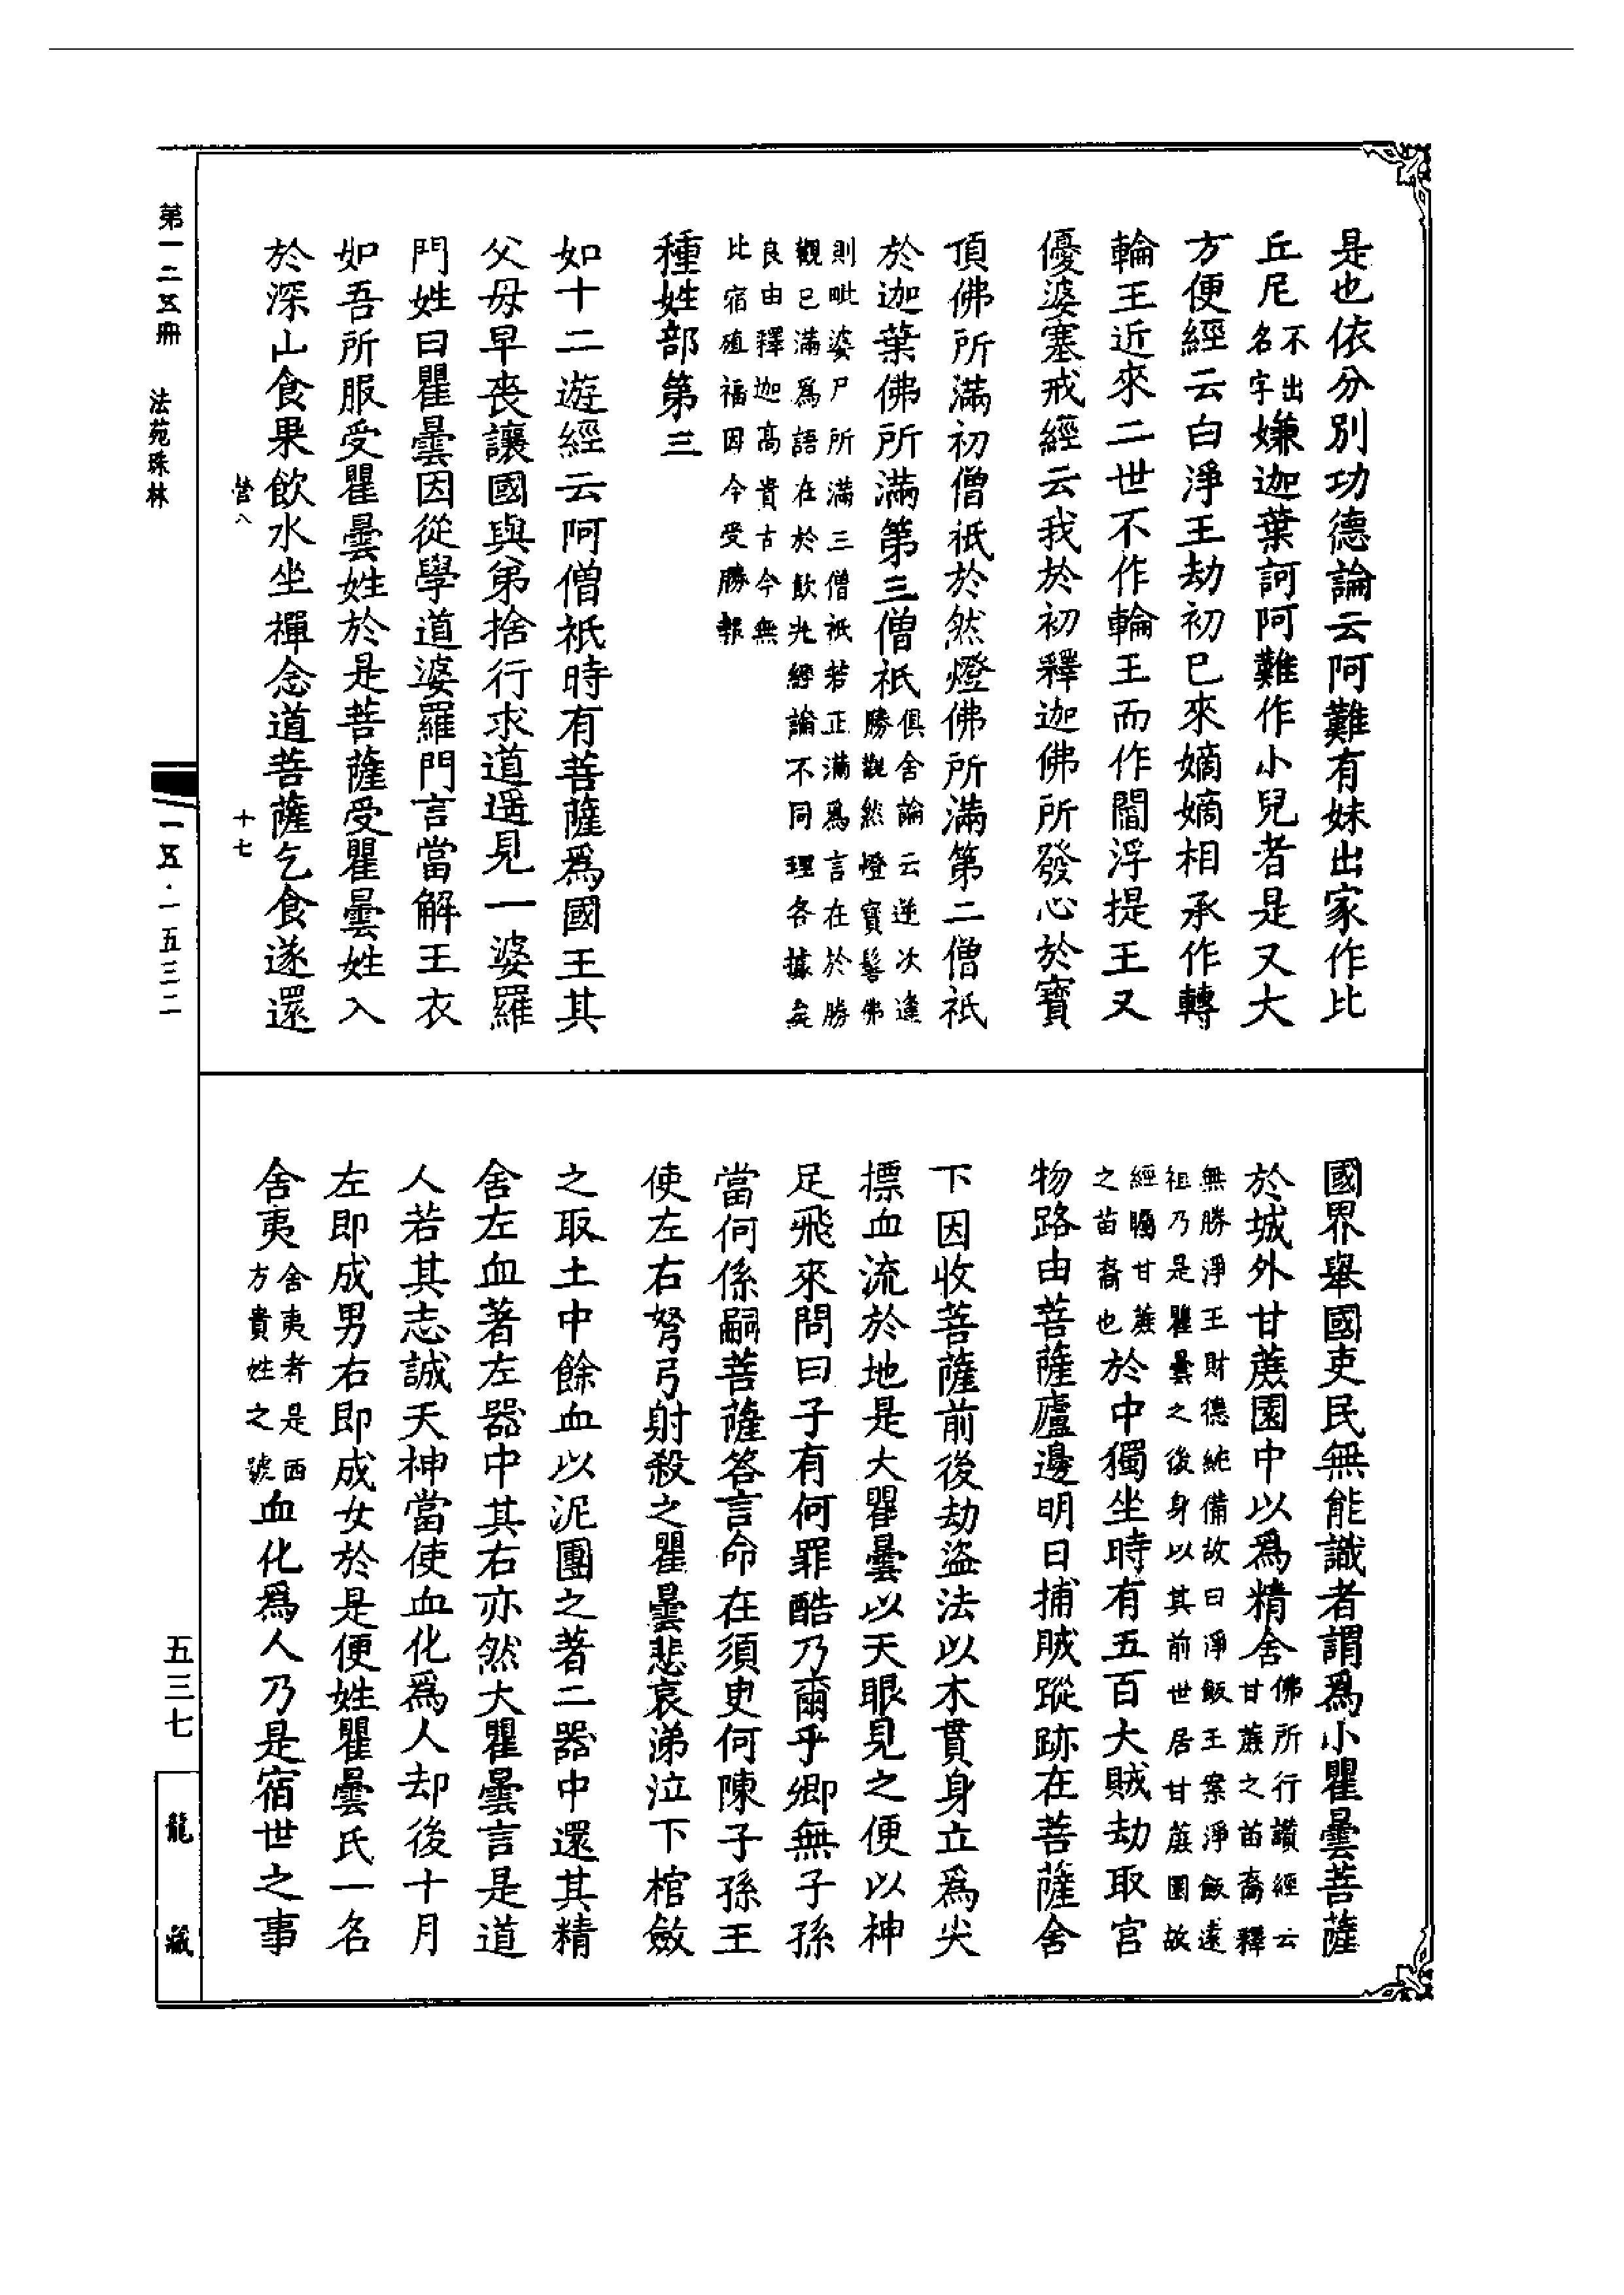 是也依分別功德論云阿難有妹出家作比
丘尼不出名字嫌迦葉訶阿難作小兒者是又大
方便經云白淨王劫初已來嫡嫡相承作轉
輪王近來二世不作輪王而作閻浮提王又
優婆塞戒經云我於初釋迦佛所發心於寶
頂佛所滿初僧祇於然燈佛所滿第二僧祇
於迦葉佛所滿第三僧祇俱舍論云逆次逢勝觀然燈寶髻佛
則毗婆尸所滿三僧祇若正滿為言在於勝
觀已滿為語在於飲光經論不同理各據矣
良由釋迦高貴古今無
比宿殖福因今受勝報
種姓部第三
如十二遊經云阿僧祇時有菩薩爲國王其
父母早喪讓國與弟捨行求道遥見一婆羅
門姓曰瞿曇因從學道婆羅門言當解王衣
如吾所服受瞿曇姓於是菩薩受瞿曇姓入
於深山食果飲水坐禪念道菩薩乞食遂還
營八 十七
國界舉國吏民無能識者謂爲小瞿曇菩薩
於城外甘蔗園中以爲精舍佛所行讚經云甘蔗之苗裔釋
無勝淨王財德純備故曰淨飯王案淨飯遠
祖乃是瞿曇之後身以其前世居甘蔗園故
經矚甘蔗之苗裔也於中獨坐時有五百大賊劫取官
物路由菩薩廬邊明日捕賊蹤跡在菩薩舍
下因收菩薩前後劫盜法以木貫身立爲尖
摽血流於地是大瞿曇以天眼見之便以神
足飛來問曰子有何罪酷乃爾乎卿無子孫
當何係嗣菩薩答言命在須臾何陳子孫王
使左右弩弓射殺之瞿曇悲哀涕泣下棺斂
之取土中餘血以泥團之著二器中還其精
舍左血著左器中其右亦然大瞿曇言是道
人若其志誠天神當使血化爲人却後十月
左即成男右即成女於是便姓瞿曇氏一名
舍夷舍夷者是西方貴姓之號血化爲人乃是宿世之事
第一二五冊 法苑珠林
一五·一五三二
五三七
龍藏